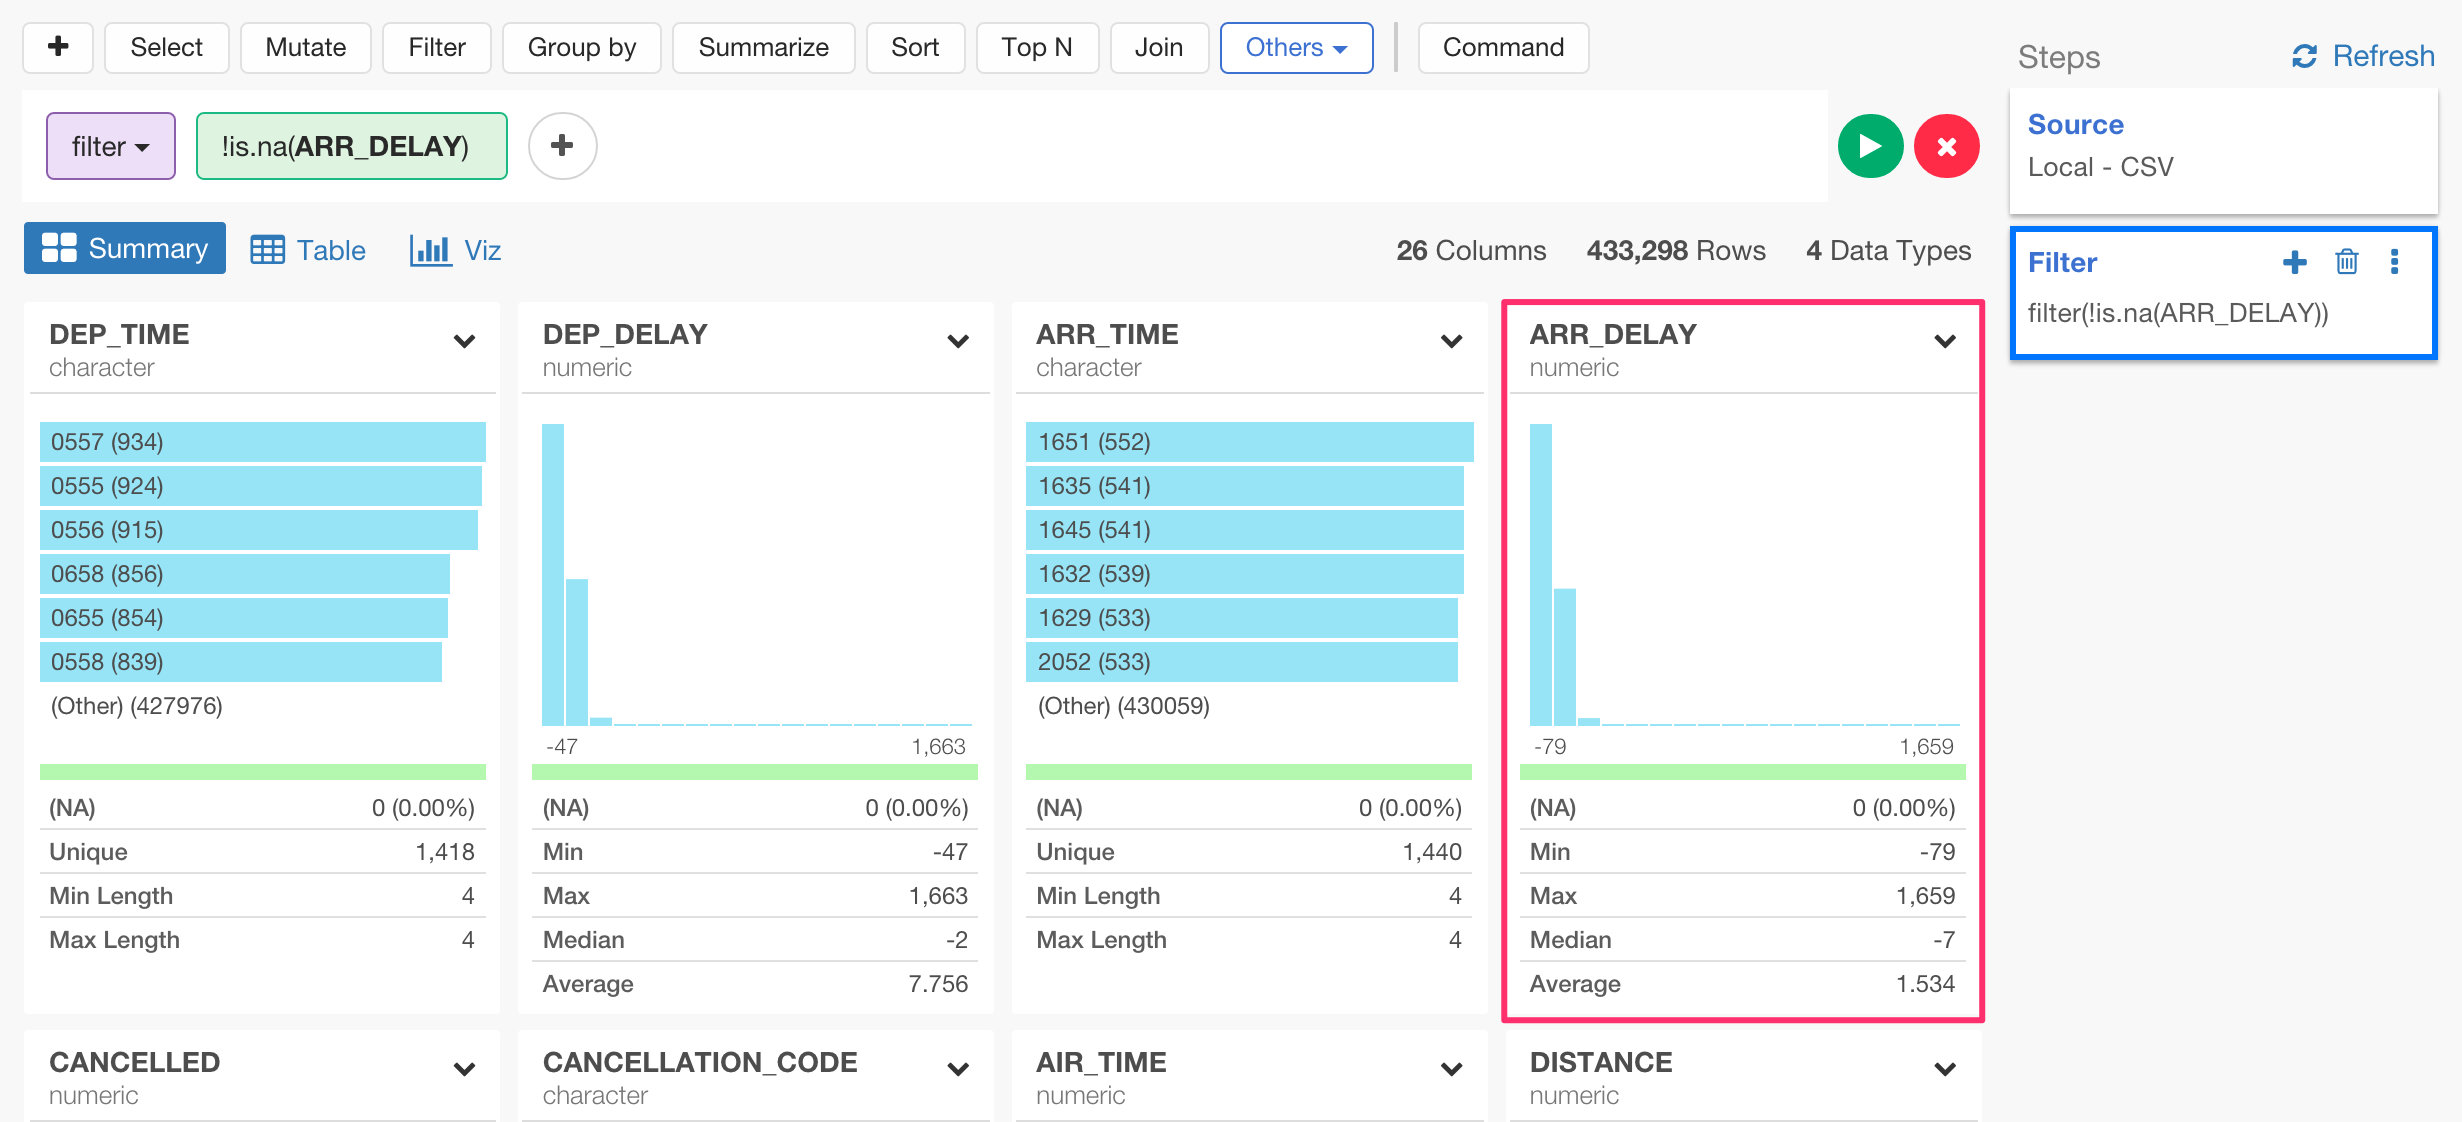 + Select Mutate Filter Group by Summarize Sort Top N Join Others Command
Steps Refresh
filter !is.na(ARR_DELAY) +
Source
Local - CSV
Filter
filter(!is.na(ARR_DELAY))
Summary Table Viz 26 Columns 433,298 Rows 4 Data Types
DEP_TIME
character
0557 (934)
0555 (924)
0556 (915)
0658 (856)
0655 (854)
0558 (839)
(Other) (427976)
(NA) 0 (0.00%)
Unique 1,418
Min Length 4
Max Length 4
DEP_DELAY
numeric
-47 1,663
(NA) 0 (0.00%)
Min -47
Max 1,663
Median -2
Average 7.756
ARR_TIME
character
1651 (552)
1635 (541)
1645 (541)
1632 (539)
1629 (533)
2052 (533)
(Other) (430059)
(NA) 0 (0.00%)
Unique 1,440
Min Length 4
Max Length 4
ARR_DELAY
numeric
-79 1,659
(NA) 0 (0.00%)
Min -79
Max 1,659
Median -7
Average 1.534
CANCELLED
numeric
CANCELLATION_CODE
character
AIR_TIME
numeric
DISTANCE
numeric